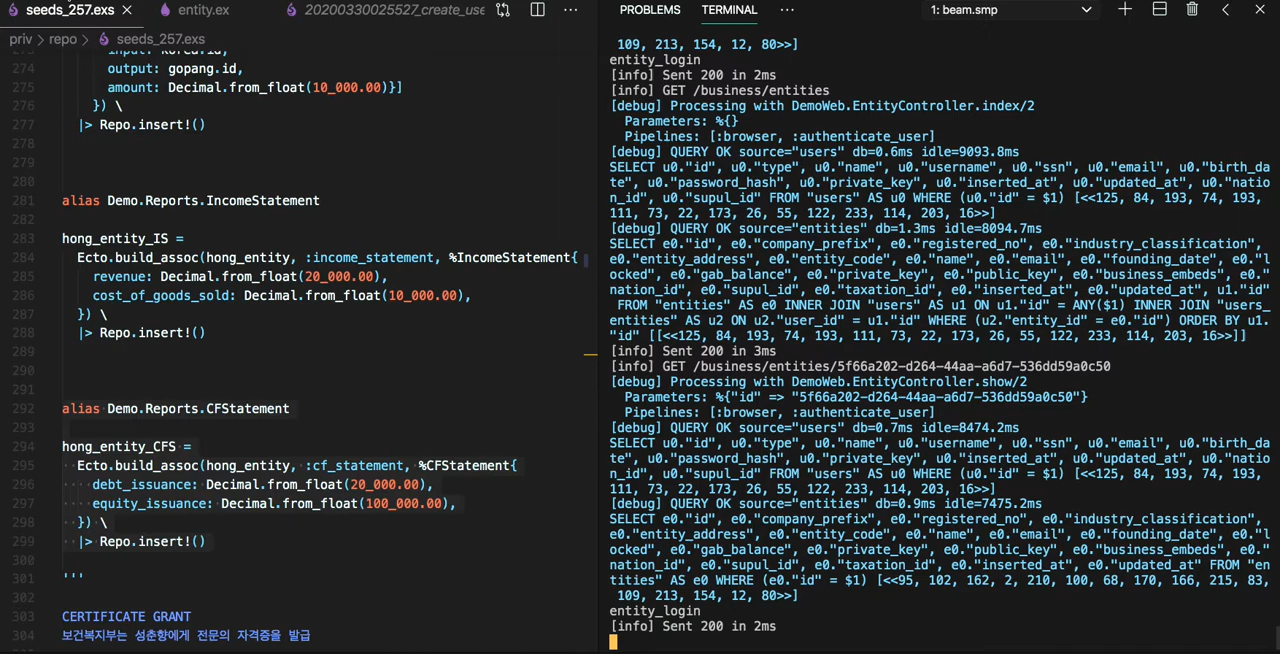 seeds_257.exs
entity.ex
20200330025527_create_use
priv > repo > seeds_257.exs
274 output: gopang.id,
275 amount: Decimal.from_float(10_000.00)}]
276 }) \
277 |> Repo.insert!()
278
279
280
281 alias Demo.Reports.IncomeStatement
282
283 hong_entity_IS =
284 Ecto.build_assoc(hong_entity, :income_statement, %IncomeStatement{
285 revenue: Decimal.from_float(20_000.00),
286 cost_of_goods_sold: Decimal.from_float(10_000.00),
287 }) \
288 |> Repo.insert!()
289
290
291
292 alias Demo.Reports.CFStatement
293
294 hong_entity_CFS =
295 Ecto.build_assoc(hong_entity, :cf_statement, %CFStatement{
296 debt_issuance: Decimal.from_float(20_000.00),
297 equity_issuance: Decimal.from_float(100_000.00),
298 }) \
299 |> Repo.insert!()
300
301 '''
302
303 CERTIFICATE GRANT
304 보건복지부는 성춘향에게 전문의 자격증을 발급
PROBLEMS TERMINAL ··· 1: beam.smp
109, 213, 154, 12, 80>>]
entity_login
[info] Sent 200 in 2ms
[info] GET /business/entities
[debug] Processing with DemoWeb.EntityController.index/2
Parameters: %{}
Pipelines: [:browser, :authenticate_user]
[debug] QUERY OK source="users" db=0.6ms idle=9093.8ms
SELECT u0."id", u0."type", u0."name", u0."username", u0."ssn", u0."email", u0."birth_da
te", u0."password_hash", u0."private_key", u0."inserted_at", u0."updated_at", u0."natio
n_id", u0."supul_id" FROM "users" AS u0 WHERE (u0."id" = $1) [<<125, 84, 193, 74, 193,
111, 73, 22, 173, 26, 55, 122, 233, 114, 203, 16>>]
[debug] QUERY OK source="entities" db=1.3ms idle=8094.7ms
SELECT e0."id", e0."company_prefix", e0."registered_no", e0."industry_classification",
e0."entity_address", e0."entity_code", e0."name", e0."email", e0."founding_date", e0."l
ocked", e0."gab_balance", e0."private_key", e0."public_key", e0."business_embeds", e0."
nation_id", e0."supul_id", e0."taxation_id", e0."inserted_at", e0."updated_at", u1."id"
FROM "entities" AS e0 INNER JOIN "users" AS u1 ON u1."id" = ANY($1) INNER JOIN "users_
entities" AS u2 ON u2."user_id" = u1."id" WHERE (u2."entity_id" = e0."id") ORDER BY u1.
"id" [[<<125, 84, 193, 74, 193, 111, 73, 22, 173, 26, 55, 122, 233, 114, 203, 16>>]]
[info] Sent 200 in 3ms
[info] GET /business/entities/5f66a202-d264-44aa-a6d7-536dd59a0c50
[debug] Processing with DemoWeb.EntityController.show/2
Parameters: %{"id" => "5f66a202-d264-44aa-a6d7-536dd59a0c50"}
Pipelines: [:browser, :authenticate_user]
[debug] QUERY OK source="users" db=0.7ms idle=8474.2ms
SELECT u0."id", u0."type", u0."name", u0."username", u0."ssn", u0."email", u0."birth_da
te", u0."password_hash", u0."private_key", u0."inserted_at", u0."updated_at", u0."natio
n_id", u0."supul_id" FROM "users" AS u0 WHERE (u0."id" = $1) [<<125, 84, 193, 74, 193,
111, 73, 22, 173, 26, 55, 122, 233, 114, 203, 16>>]
[debug] QUERY OK source="entities" db=0.9ms idle=7475.2ms
SELECT e0."id", e0."company_prefix", e0."registered_no", e0."industry_classification",
e0."entity_address", e0."entity_code", e0."name", e0."email", e0."founding_date", e0."l
ocked", e0."gab_balance", e0."private_key", e0."public_key", e0."business_embeds", e0."
nation_id", e0."supul_id", e0."taxation_id", e0."inserted_at", e0."updated_at" FROM "en
tities" AS e0 WHERE (e0."id" = $1) [<<95, 102, 162, 2, 210, 100, 68, 170, 166, 215, 83,
109, 213, 154, 12, 80>>]
entity_login
[info] Sent 200 in 2ms